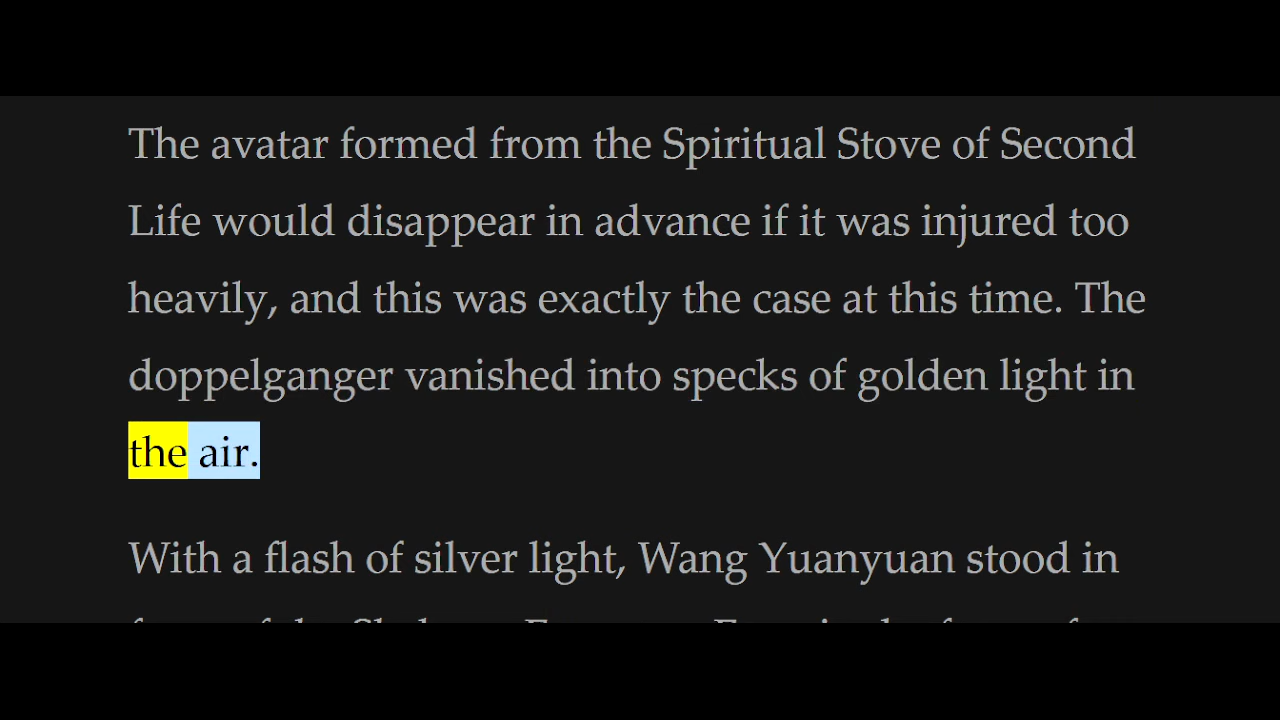 The avatar formed from the Spiritual Stove of Second
Life would disappear in advance if it was injured too
heavily, and this was exactly the case at this time. The
doppelganger vanished into specks of golden light in
the air.
With a flash of silver light, Wang Yuanyuan stood in